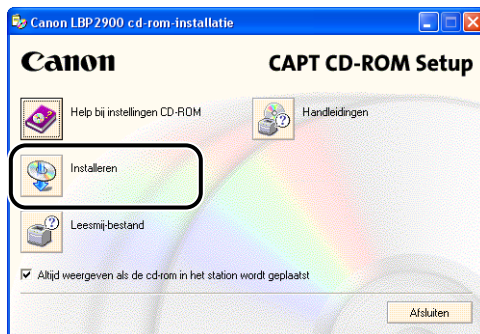 Canon LBP2900 cd-rom-installatie
Canon
CAPT CD-ROM Setup
Help bij instellingen CD-ROM
Handleidingen
Installeren
Leesmij-bestand
Altijd weergeven als de cd-rom in het station wordt geplaatst
Afsluiten